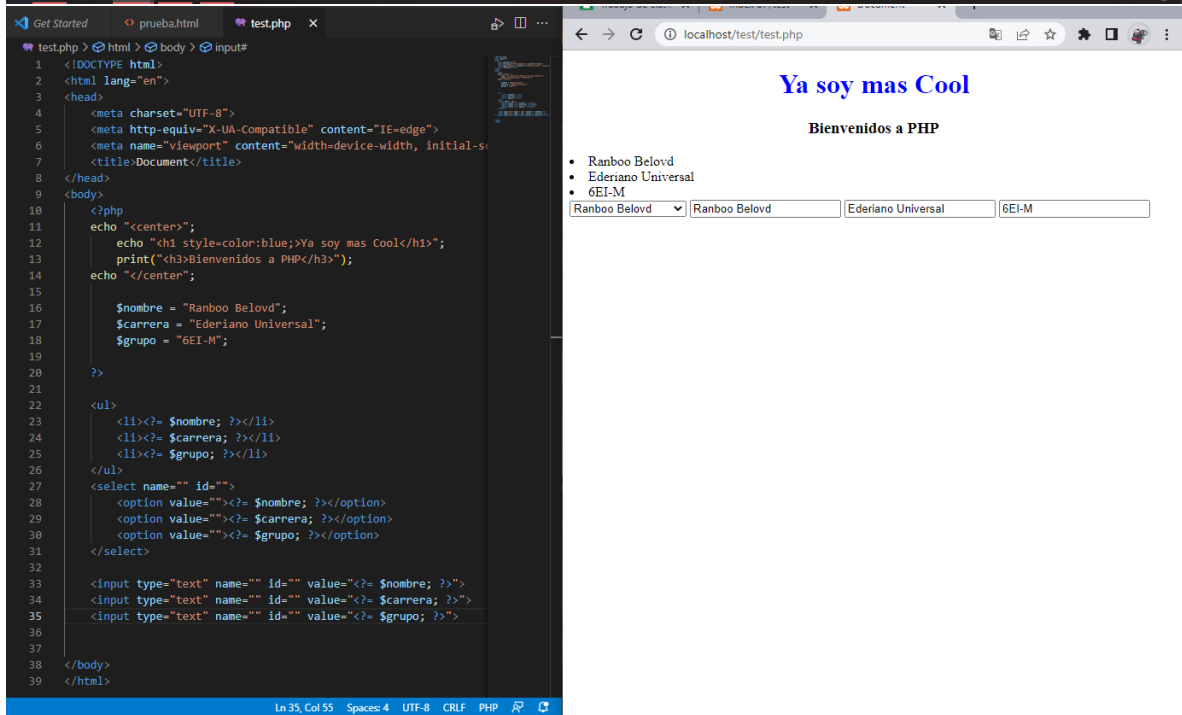 Get Started prueba.html test.php
test.php > html > body > input#
1 <!DOCTYPE html>
2 <html lang="en">
3 <head>
4 <meta charset="UTF-8">
5 <meta http-equiv="X-UA-Compatible" content="IE=edge">
6 <meta name="viewport" content="width=device-width, initial-s
7 <title>Document</title>
8 </head>
9 <body>
10 <?php
11 echo "<center>";
12 echo "<h1 style=color:blue;>Ya soy mas Cool</h1>";
13 print("<h3>Bienvenidos a PHP</h3>");
14 echo "</center";
15
16 $nombre = "Ranboo Belovd";
17 $carrera = "Ederiano Universal";
18 $grupo = "6EI-M";
19
20 ?>
21
22 <ul>
23 <li><?= $nombre; ?></li>
24 <li><?= $carrera; ?></li>
25 <li><?= $grupo; ?></li>
26 </ul>
27 <select name="" id="">
28 <option value=""><?= $nombre; ?></option>
29 <option value=""><?= $carrera; ?></option>
30 <option value=""><?= $grupo; ?></option>
31 </select>
32
33 <input type="text" name="" id="" value="<?= $nombre; ?>">
34 <input type="text" name="" id="" value="<?= $carrera; ?>">
35 <input type="text" name="" id="" value="<?= $grupo; ?>">
36
37
38 </body>
39 </html>
Ln 35, Col 55 Spaces: 4 UTF-8 CRLF PHP
localhost/test/test.php
Ya soy mas Cool
Bienvenidos a PHP
Ranboo Belovd
Ederiano Universal
6EI-M
Ranboo Belovd Ranboo Belovd Ederiano Universal 6EI-M